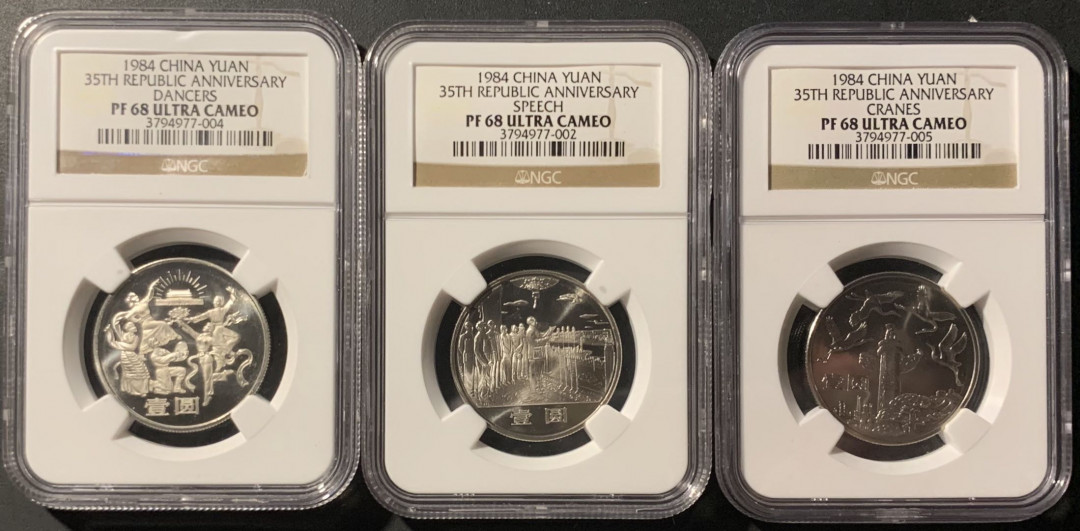 1984 CHINA YUAN
35TH REPUBLIC ANNIVERSARY
DANCERS
PF 68 ULTRA CAMEO
3794977-004
NGC
壹圆
1984 CHINA YUAN
35TH REPUBLIC ANNIVERSARY
SPEECH
PF 68 ULTRA CAMEO
3794977-002
NGC
壹圆
1984 CHINA YUAN
35TH REPUBLIC ANNIVERSARY
CRANES
PF 68 ULTRA CAMEO
3794977-005
NGC